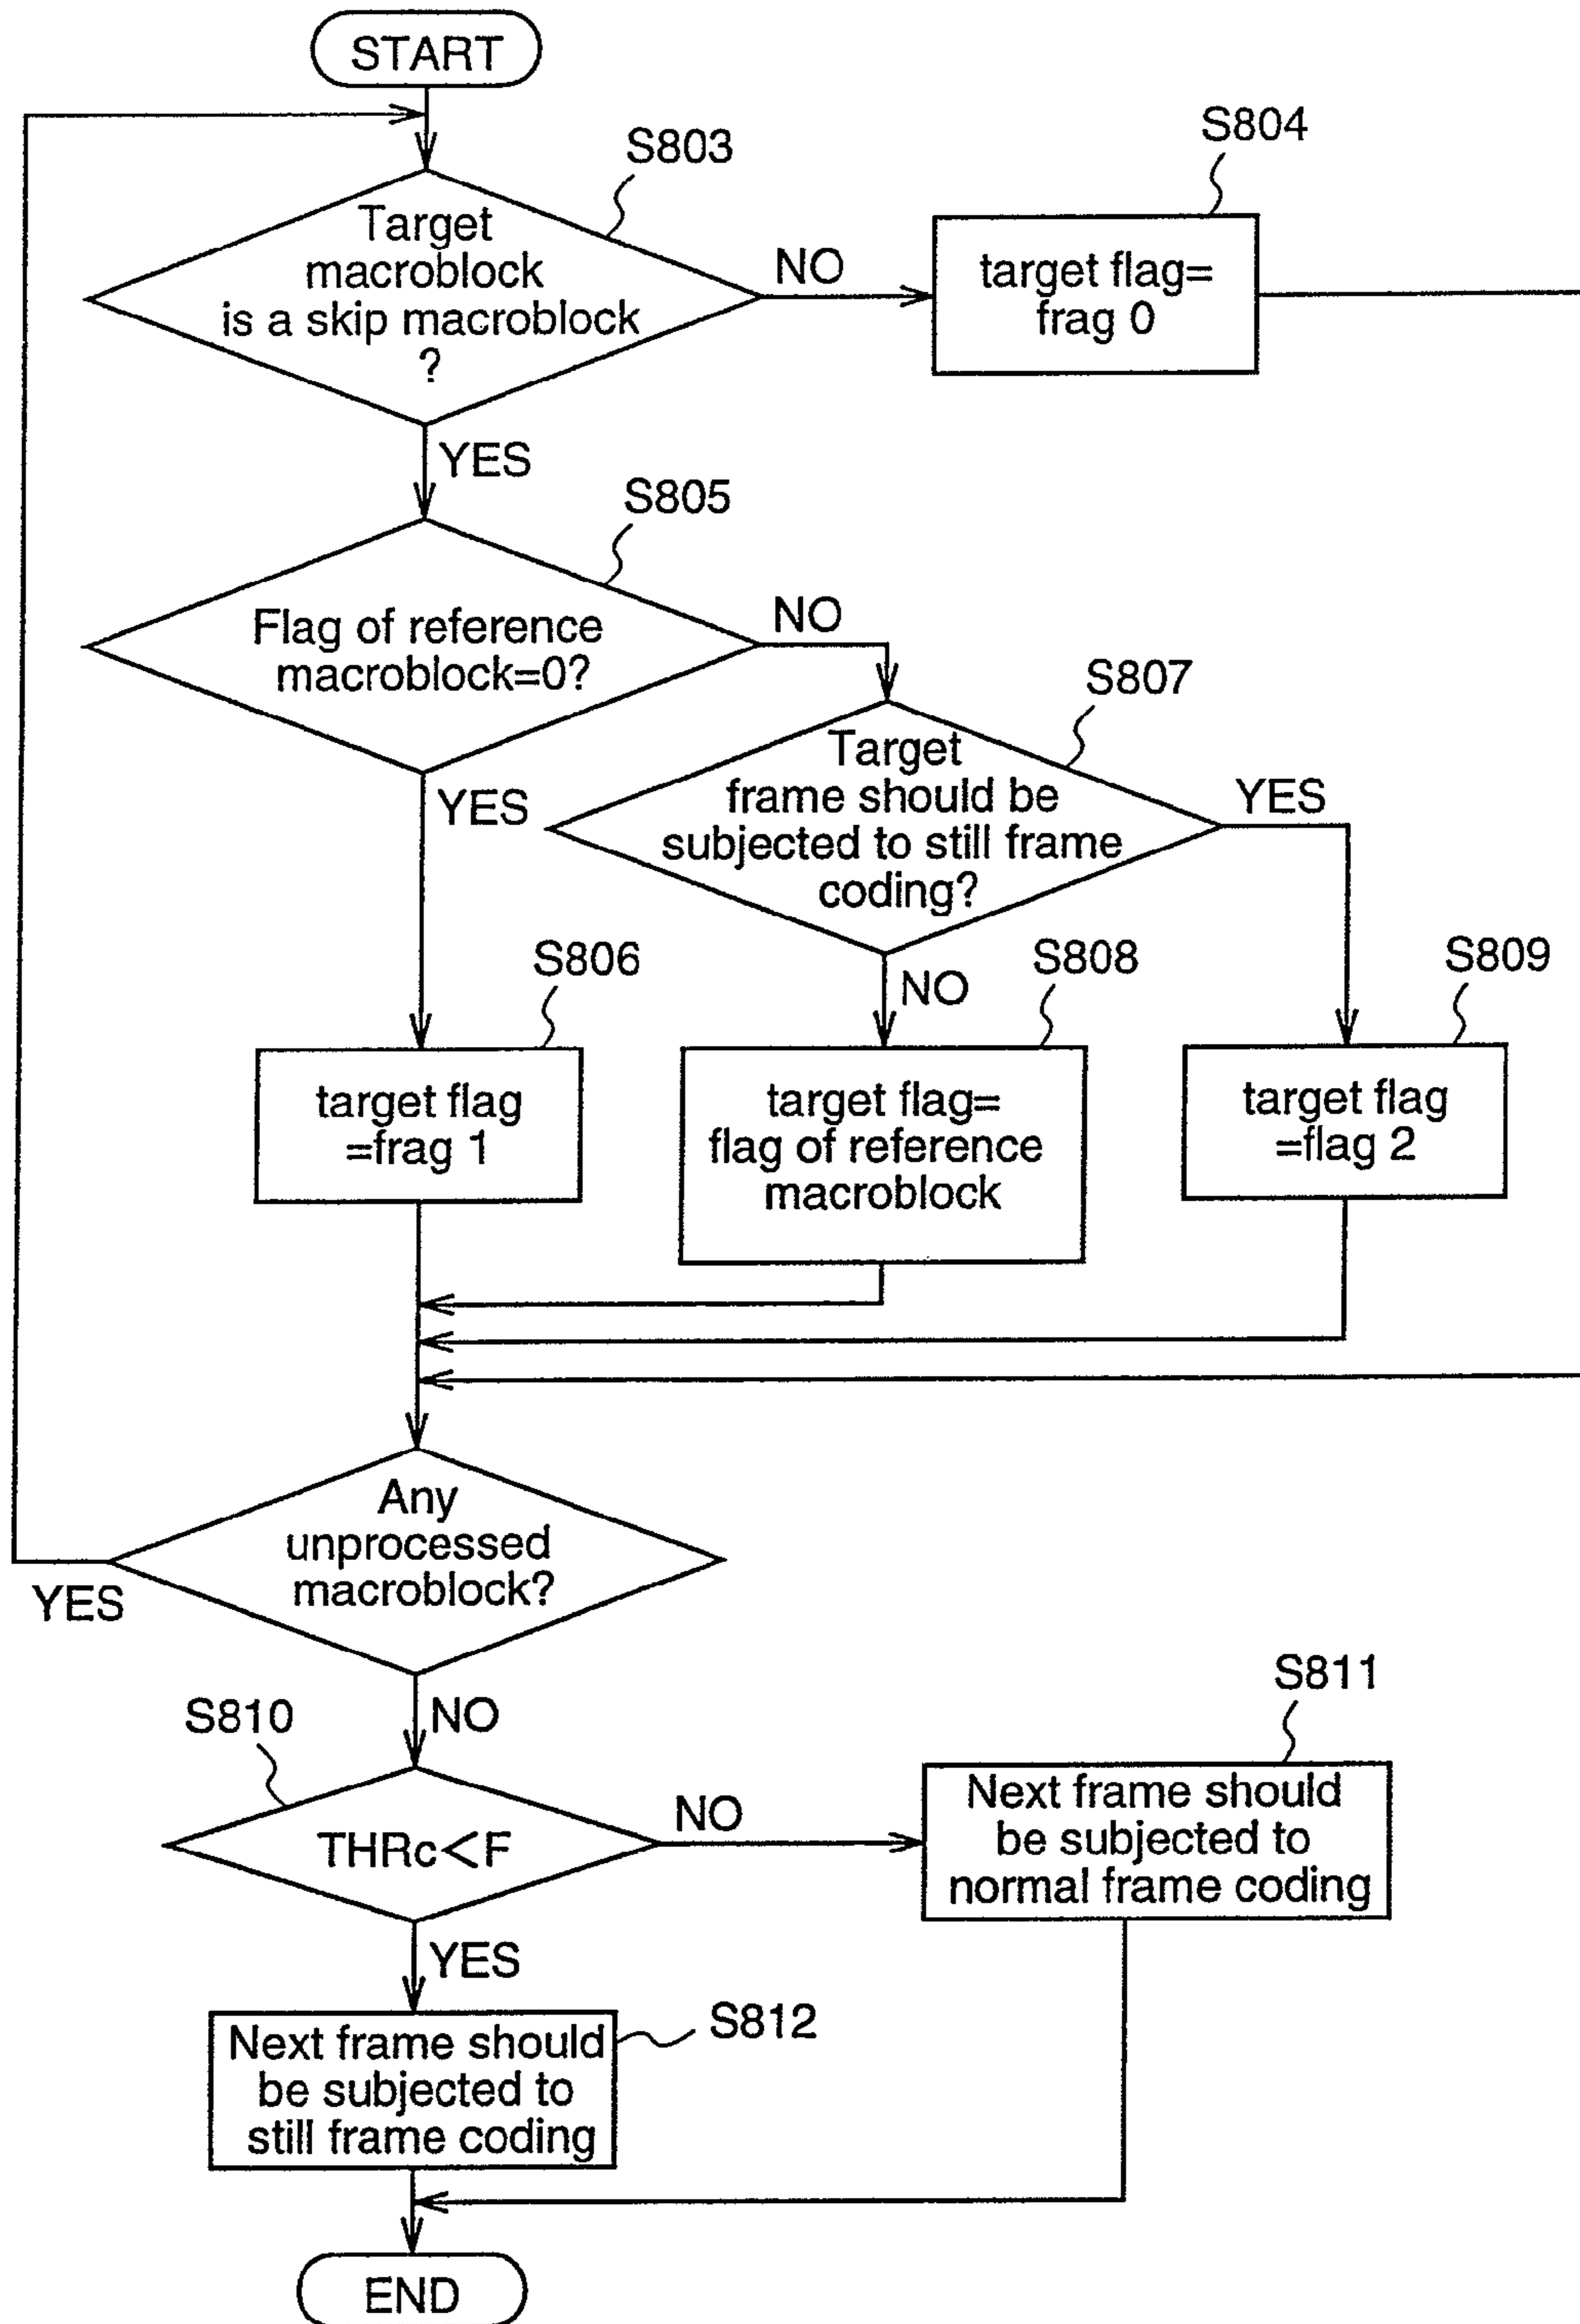 START
S803
S804
Target
macroblock
is a skip macroblock
?
NO
target flag=
frag 0
YES
S805
Flag of reference
macroblock=0?
NO
S807
Target
frame should be
subjected to still frame
coding?
YES
YES
S806
NO
S808
S809
target flag
=frag 1
target flag=
flag of reference
macroblock
target flag
=flag 2
Any
unprocessed
macroblock?
YES
NO
S810
S811
THRc<F
NO
Next frame should
be subjected to
normal frame coding
YES
S812
Next frame should
be subjected to
still frame coding
END